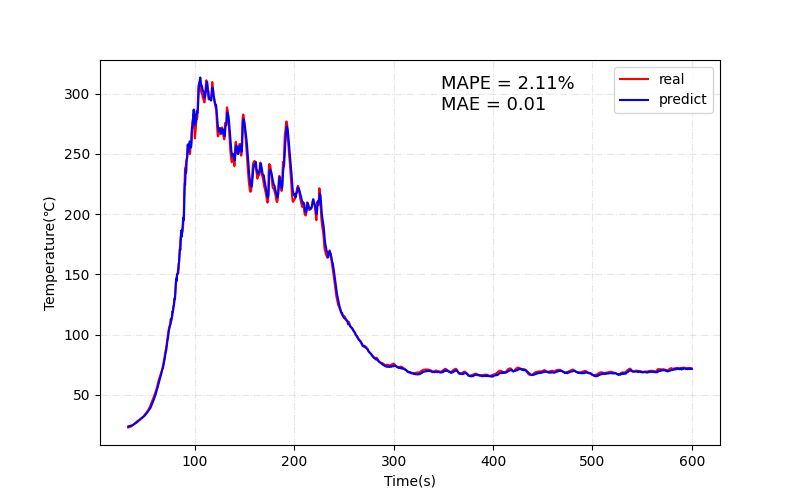 MAPE = 2.11%
MAE = 0.01
real
predict
Temperature(℃)
300
250
200
150
100
50
100 200 300 400 500 600
Time(s)